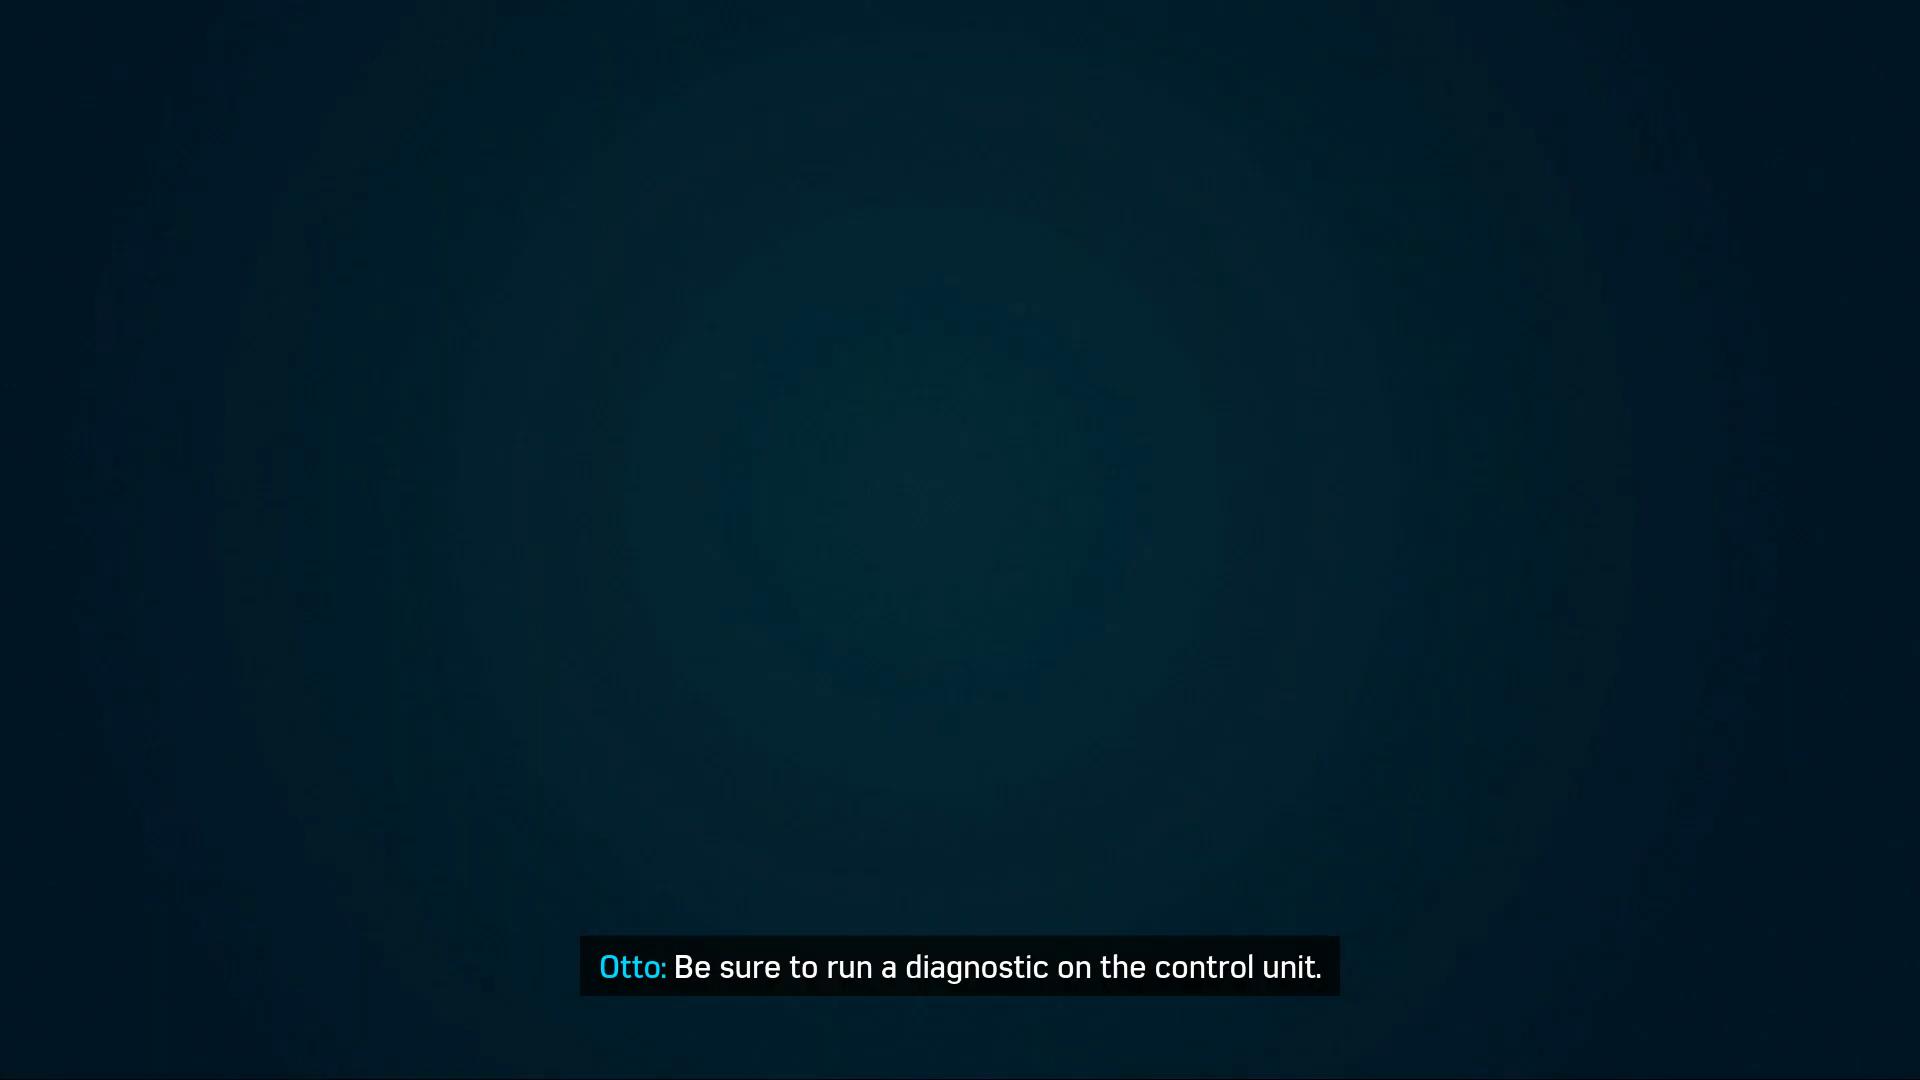 Otto: Be sure to run a diagnostic on the control unit.